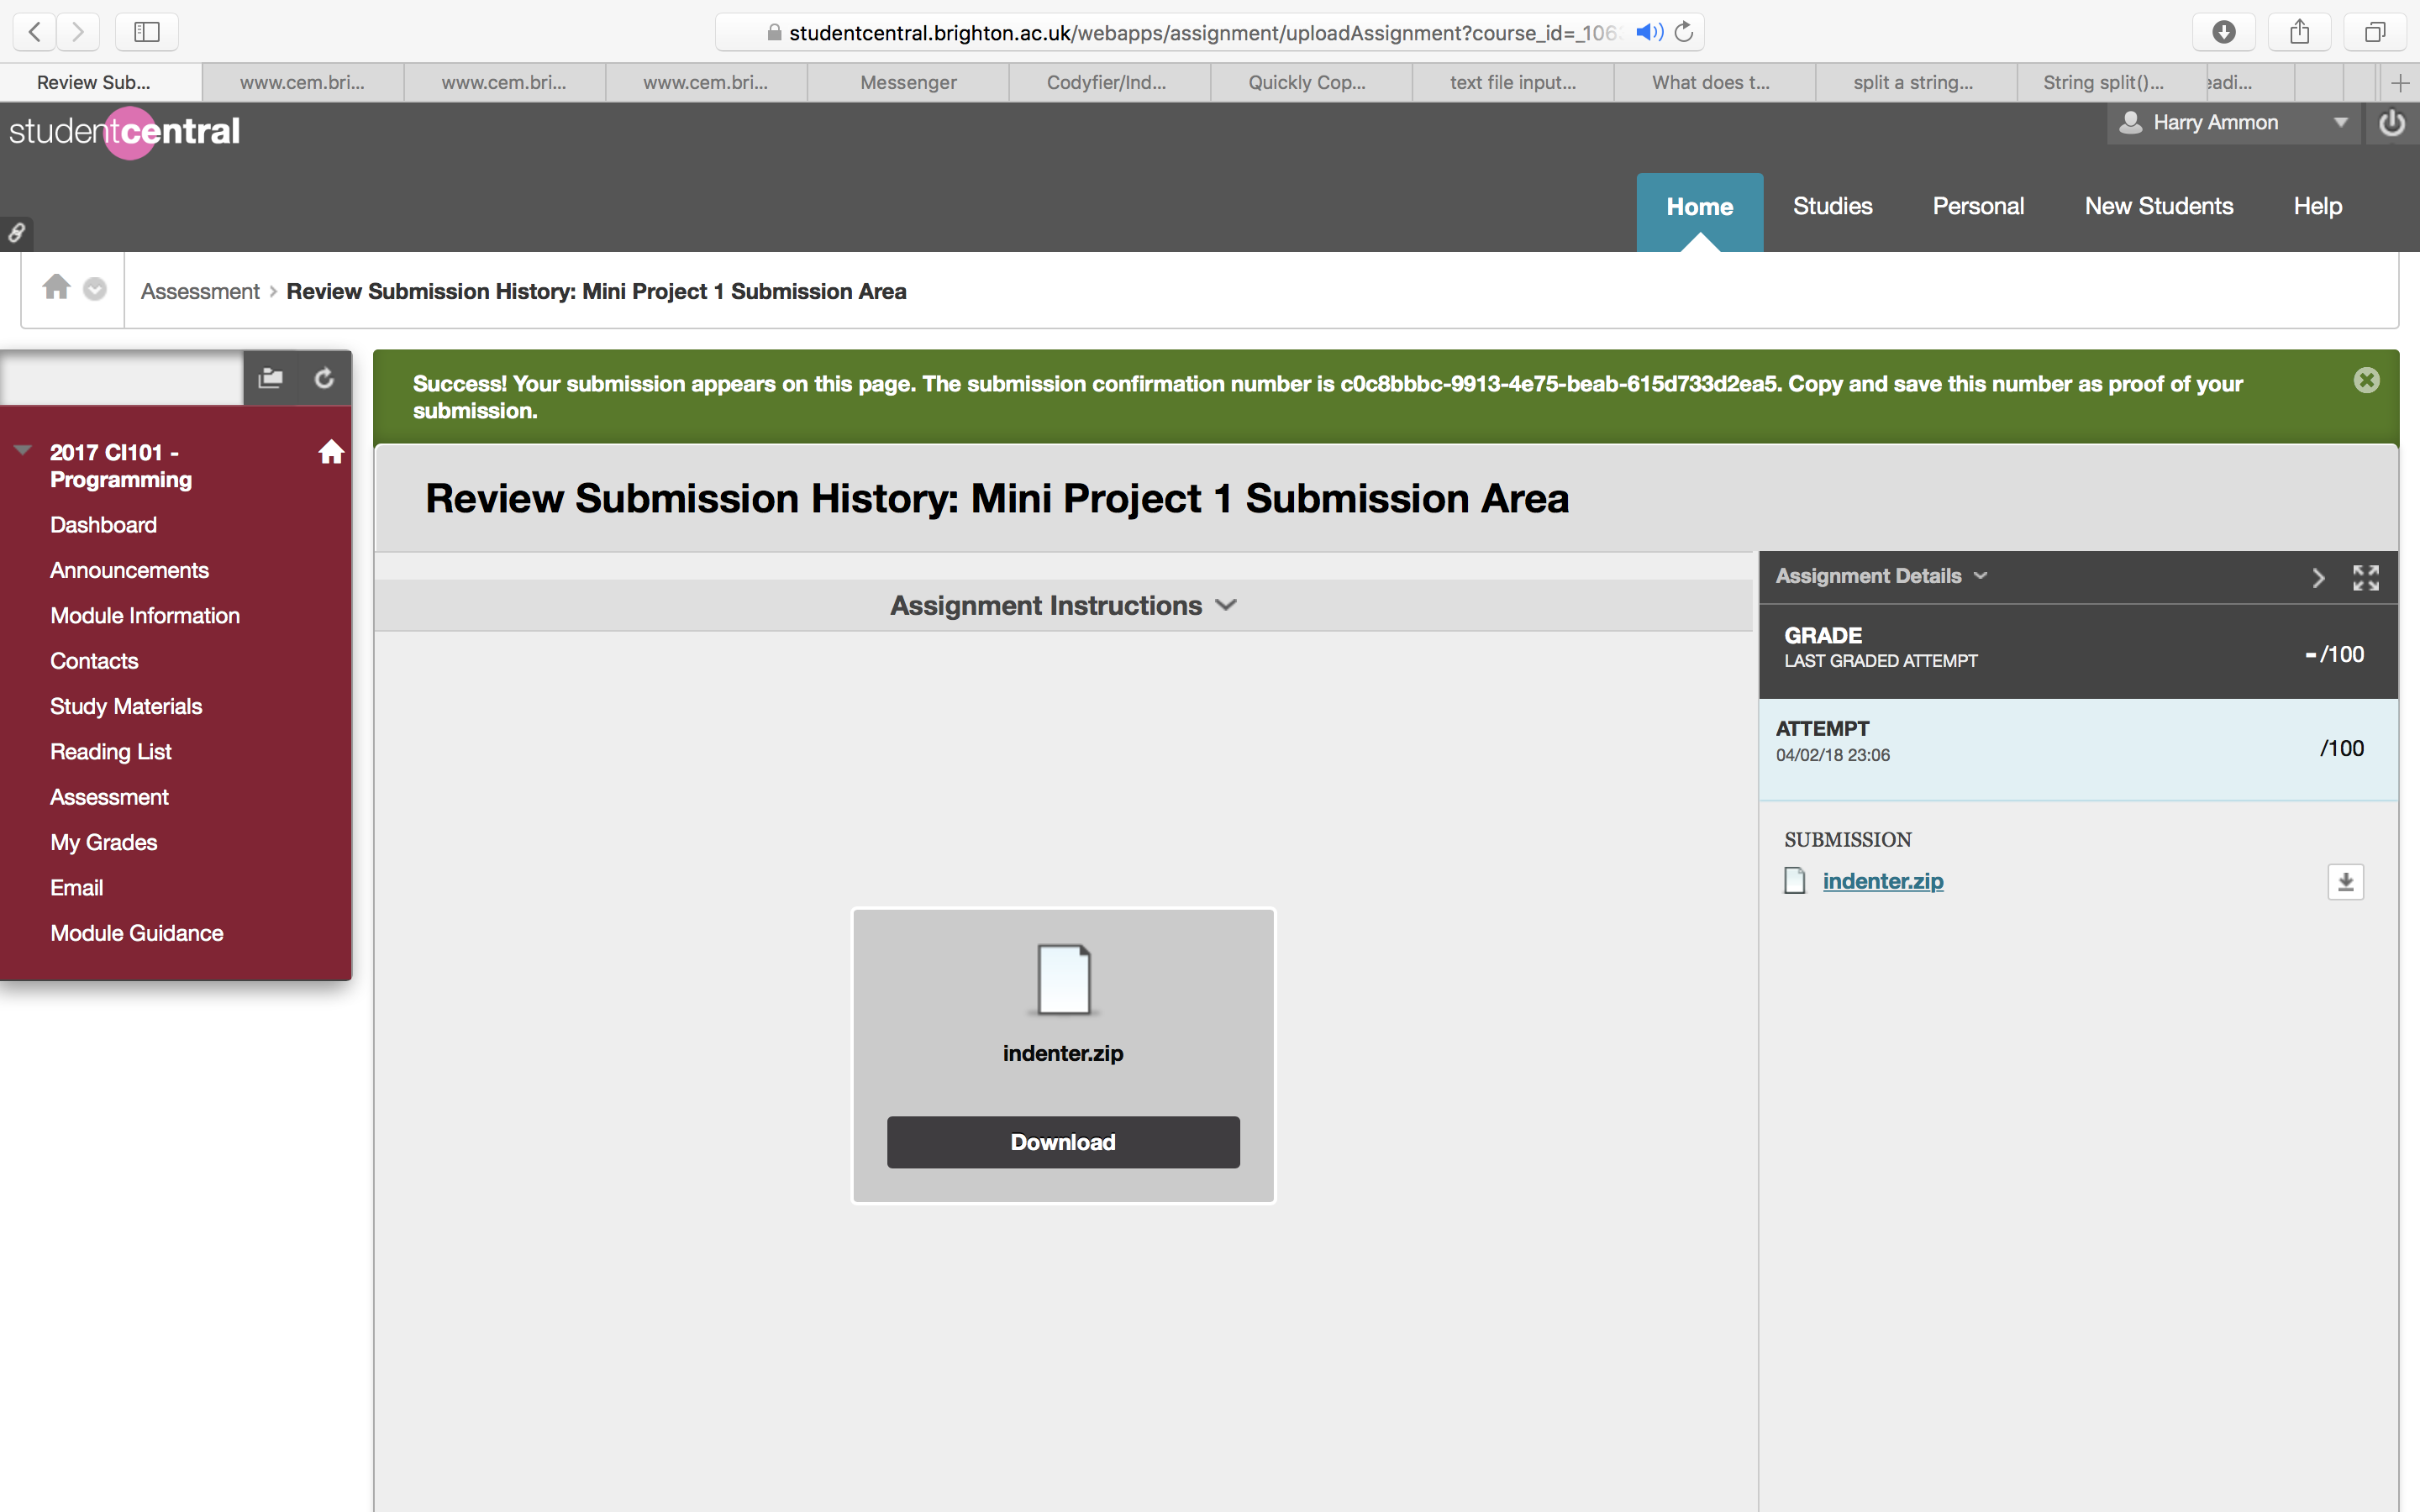 studentcentral.brighton.ac.uk/webapps/assignment/uploadAssignment?course_id=_106
Review Sub... www.cem.bri... www.cem.bri... www.cem.bri... Messenger Codyfier/Ind... Quickly Cop... text file input... What does t... split a string... String split()... eadi...
studentcentral
Harry Ammon
Home Studies Personal New Students Help
Assessment > Review Submission History: Mini Project 1 Submission Area
2017 CI101 -
Programming
Dashboard
Announcements
Module Information
Contacts
Study Materials
Reading List
Assessment
My Grades
Email
Module Guidance
Success! Your submission appears on this page. The submission confirmation number is c0c8bbbc-9913-4e75-beab-615d733d2ea5. Copy and save this number as proof of your
submission.
Review Submission History: Mini Project 1 Submission Area
Assignment Instructions
indenter.zip
Download
Assignment Details
GRADE
LAST GRADED ATTEMPT
-/100
ATTEMPT
04/02/18 23:06
/100
SUBMISSION
indenter.zip